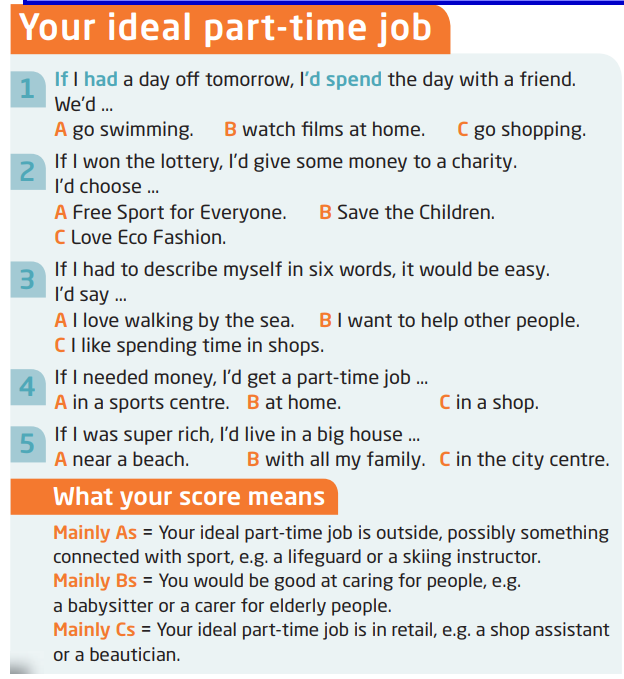 Your ideal part-time job
1 If I had a day off tomorrow, I'd spend the day with a friend.
We'd ...
A go swimming. B watch films at home. C go shopping.
2 If I won the lottery, I'd give some money to a charity.
I'd choose ...
A Free Sport for Everyone. B Save the Children.
C Love Eco Fashion.
3 If I had to describe myself in six words, it would be easy.
I'd say ...
A I love walking by the sea. B I want to help other people.
C I like spending time in shops.
4 If I needed money, I'd get a part-time job ...
A in a sports centre. B at home. C in a shop.
5 If I was super rich, I'd live in a big house ...
A near a beach. B with all my family. C in the city centre.
What your score means
Mainly As = Your ideal part-time job is outside, possibly something
connected with sport, e.g. a lifeguard or a skiing instructor.
Mainly Bs = You would be good at caring for people, e.g.
a babysitter or a carer for elderly people.
Mainly Cs = Your ideal part-time job is in retail, e.g. a shop assistant
or a beautician.